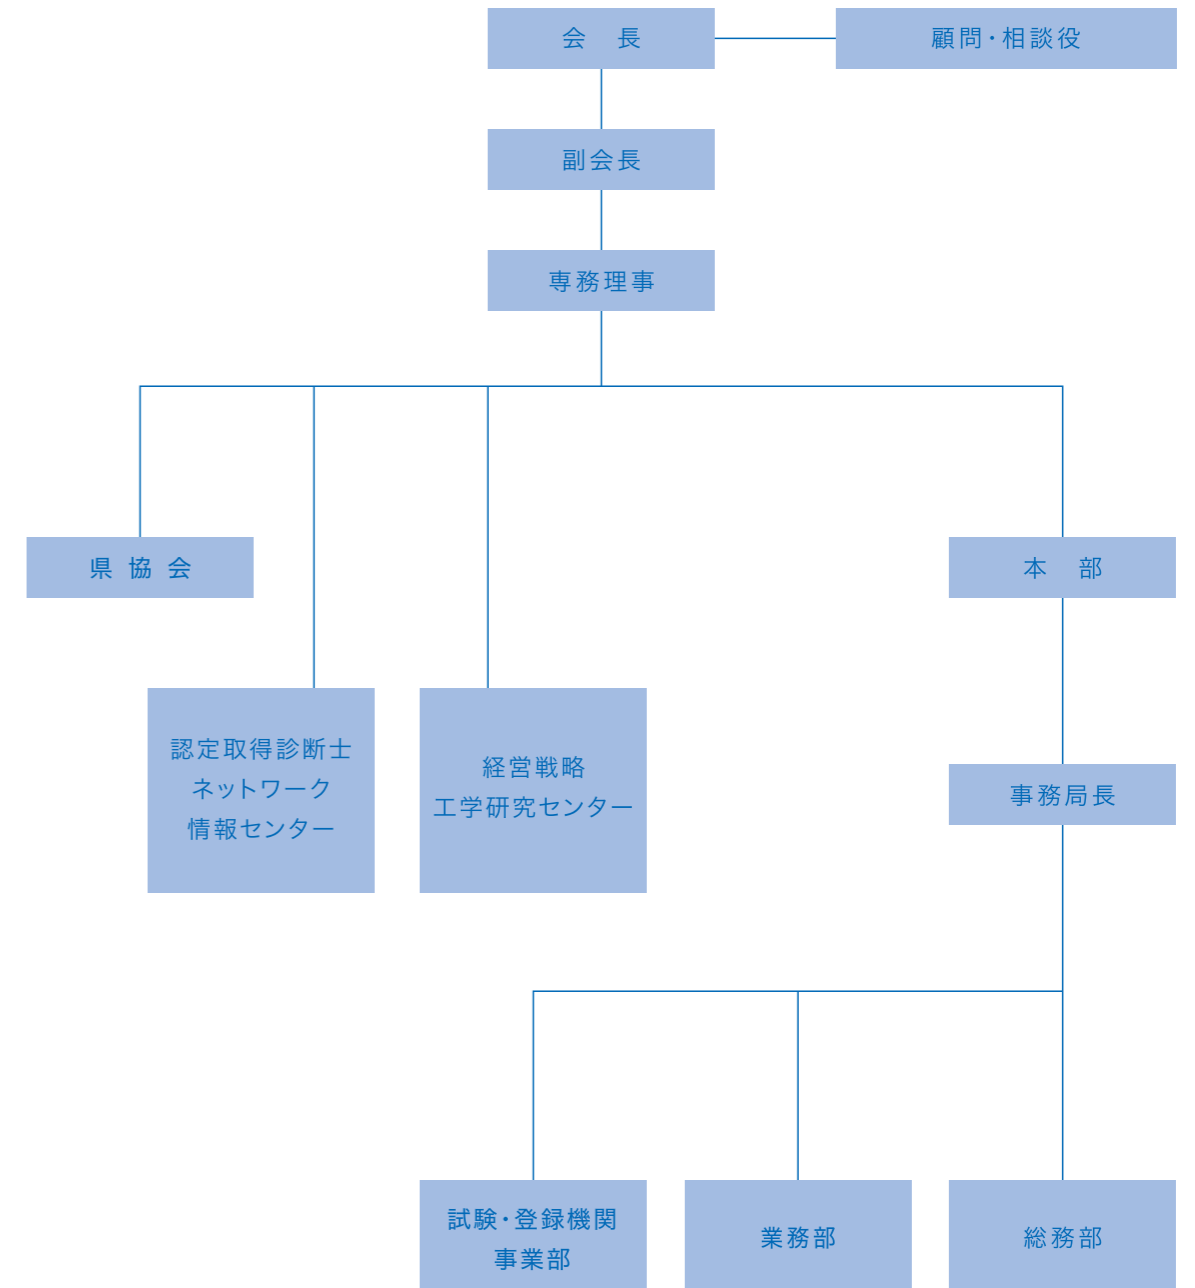 会　長
顧問・相談役
副会長
専務理事
県 協 会
本　部
認定取得診断士
ネットワーク
情報センター
経営戦略
工学研究センター
事務局長
試験・登録機関
事業部
業務部
総務部